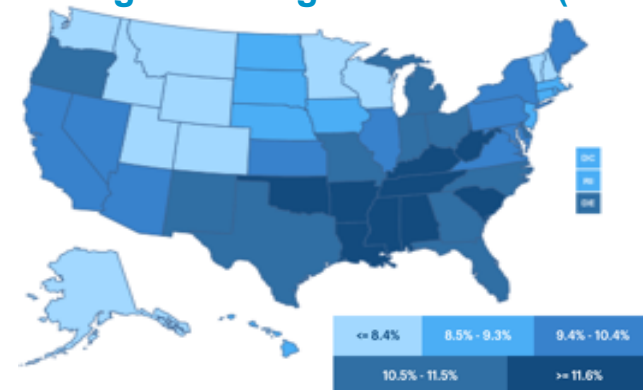 DC
RI
DE
<= 8.4%
8.5% - 9.3%
9.4% - 10.4%
10.5% - 11.5%
>= 11.6%